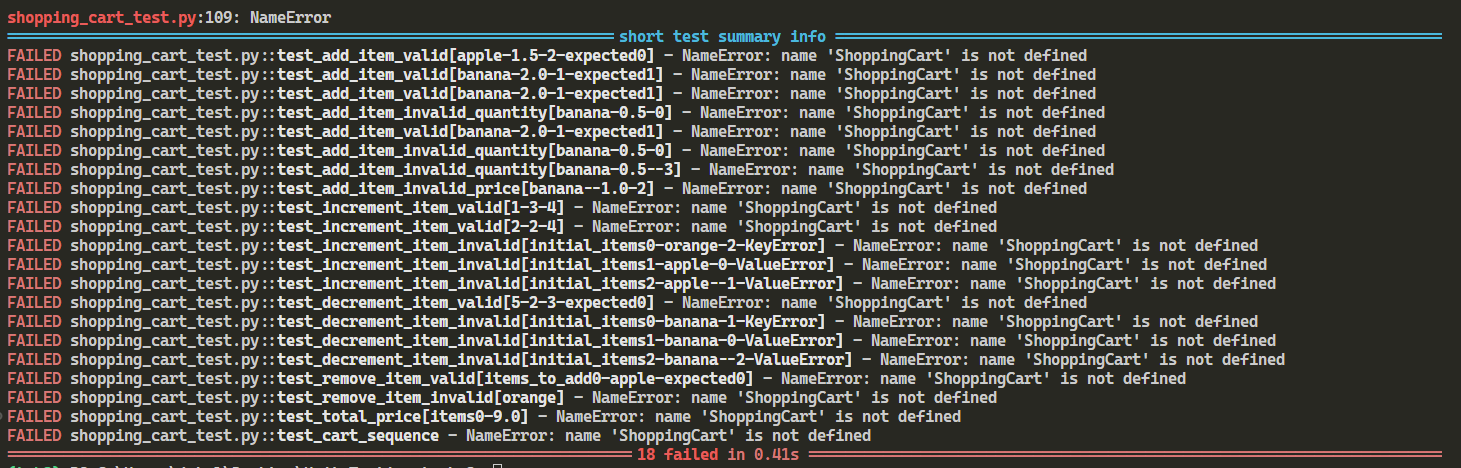 shopping_cart_test.py:109: NameError
short test summary info
FAILED shopping_cart_test.py::test_add_item_valid[apple-1.5-2-expected0] - NameError: name 'ShoppingCart' is not defined
FAILED shopping_cart_test.py::test_add_item_valid[banana-2.0-1-expected1] - NameError: name 'ShoppingCart' is not defined
FAILED shopping_cart_test.py::test_add_item_valid[banana-2.0-1-expected1] - NameError: name 'ShoppingCart' is not defined
FAILED shopping_cart_test.py::test_add_item_invalid_quantity[banana-0.5-0] - NameError: name 'ShoppingCart' is not defined
FAILED shopping_cart_test.py::test_add_item_valid[banana-2.0-1-expected1] - NameError: name 'ShoppingCart' is not defined
FAILED shopping_cart_test.py::test_add_item_invalid_quantity[banana-0.5-0] - NameError: name 'ShoppingCart' is not defined
FAILED shopping_cart_test.py::test_add_item_invalid_quantity[banana-0.5--3] - NameError: name 'ShoppingCart' is not defined
FAILED shopping_cart_test.py::test_add_item_invalid_price[banana--1.0-2] - NameError: name 'ShoppingCart' is not defined
FAILED shopping_cart_test.py::test_increment_item_valid[1-3-4] - NameError: name 'ShoppingCart' is not defined
FAILED shopping_cart_test.py::test_increment_item_valid[2-2-4] - NameError: name 'ShoppingCart' is not defined
FAILED shopping_cart_test.py::test_increment_item_invalid[initial_items0-orange-2-KeyError] - NameError: name 'ShoppingCart' is not defined
FAILED shopping_cart_test.py::test_increment_item_invalid[initial_items1-apple-0-ValueError] - NameError: name 'ShoppingCart' is not defined
FAILED shopping_cart_test.py::test_increment_item_invalid[initial_items2-apple--1-ValueError] - NameError: name 'ShoppingCart' is not defined
FAILED shopping_cart_test.py::test_decrement_item_valid[5-2-3-expected0] - NameError: name 'ShoppingCart' is not defined
FAILED shopping_cart_test.py::test_decrement_item_invalid[initial_items0-banana-1-KeyError] - NameError: name 'ShoppingCart' is not defined
FAILED shopping_cart_test.py::test_decrement_item_invalid[initial_items1-banana-0-ValueError] - NameError: name 'ShoppingCart' is not defined
FAILED shopping_cart_test.py::test_decrement_item_invalid[initial_items2-banana--2-ValueError] - NameError: name 'ShoppingCart' is not defined
FAILED shopping_cart_test.py::test_remove_item_valid[items_to_add0-apple-expected0] - NameError: name 'ShoppingCart' is not defined
FAILED shopping_cart_test.py::test_remove_item_invalid[orange] - NameError: name 'ShoppingCart' is not defined
FAILED shopping_cart_test.py::test_total_price[items0-9.0] - NameError: name 'ShoppingCart' is not defined
FAILED shopping_cart_test.py::test_cart_sequence - NameError: name 'ShoppingCart' is not defined
18 failed in 0.41s